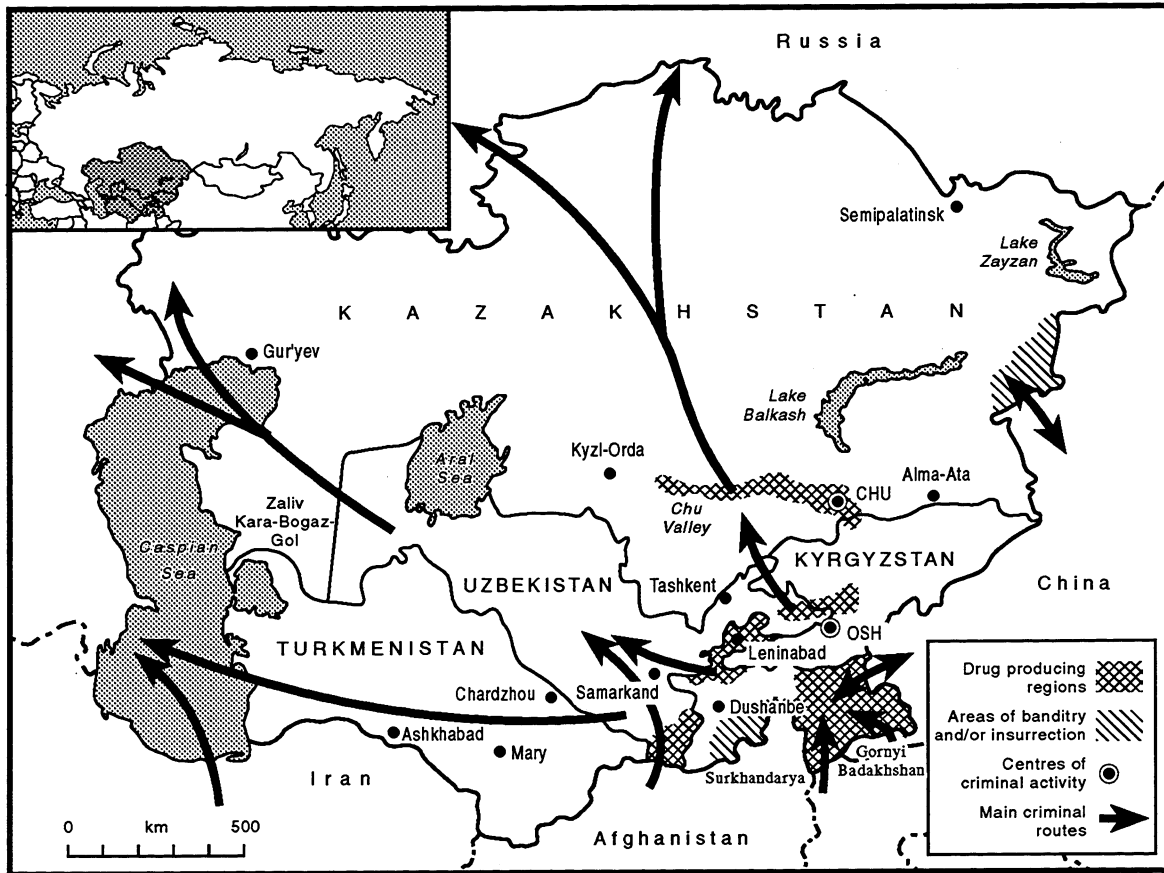 Russia
Semipalatinsk
Lake
Zayzan
KAZAKHSTAN
Gur'yev
Lake
Balkash
Kyzl-Orda
Aral
Sea
Alma-Ata
CHU
Chu
Valley
Zaliv
Kara-Bogaz-
Gol
Caspian
Sea
KYRGYZSTAN
UZBEKISTAN
Tashkent
China
OSH
TURKMENISTAN
Leninabad
Chardzhou
Samarkand
Dushanbe
Ashkhabad
Mary
Gornyi
Badakhshan
Surkhandarya
Iran
Afghanistan
0 km 500
Drug producing
regions
Areas of banditry
and/or insurrection
Centres of
criminal activity
Main criminal
routes